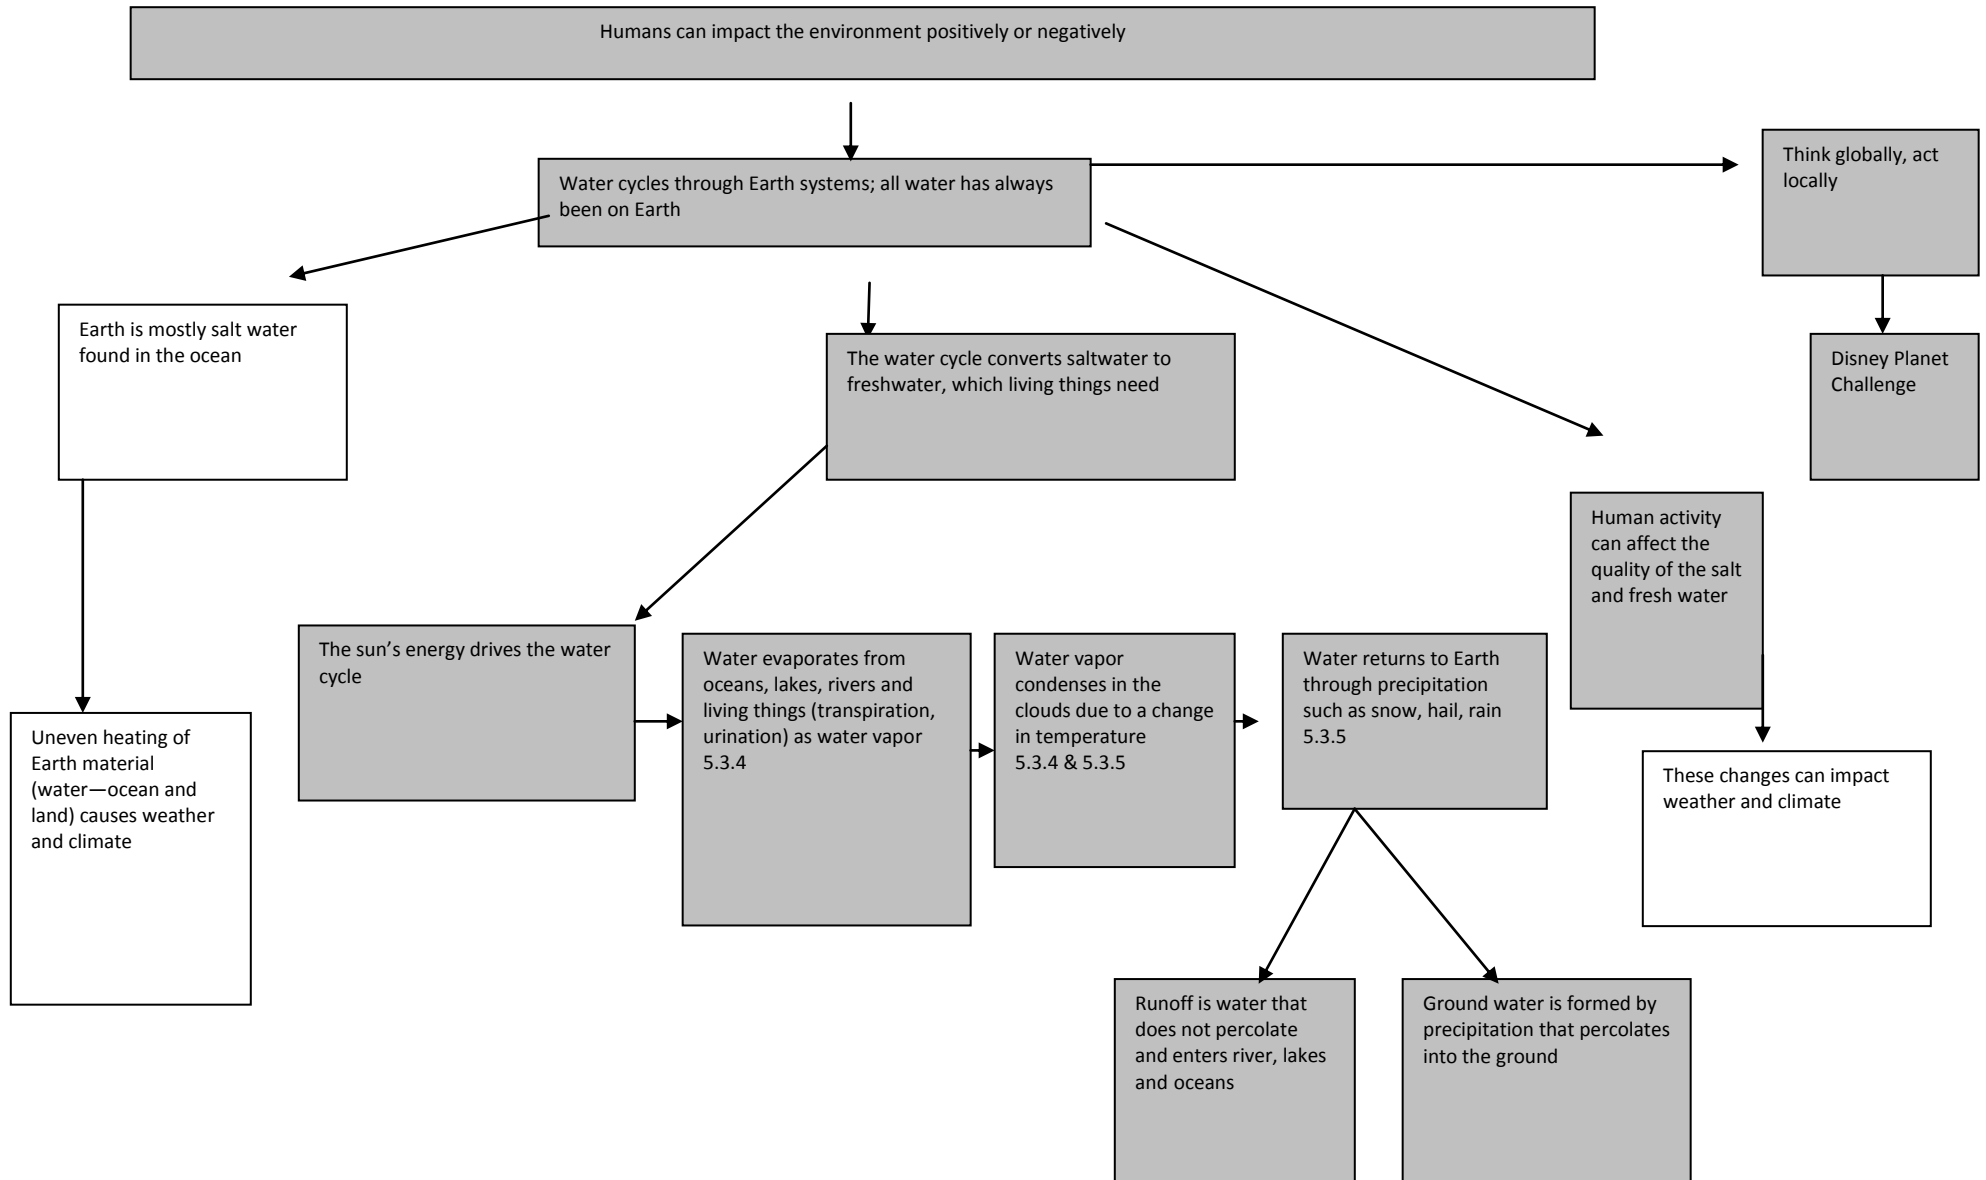 Humans can impact the environment positively or negatively
Think globally, act
locally
Water cycles through Earth systems; all water has always
been on Earth
Earth is mostly salt water
found in the ocean
The water cycle converts saltwater to
freshwater, which living things need
Disney Planet
Challenge
Human activity
can affect the
quality of the salt
and fresh water
The sun’s energy drives the water
cycle
Water evaporates from
oceans, lakes, rivers and
living things (transpiration,
urination) as water vapor
5.3.4
Water vapor
condenses in the
clouds due to a change
in temperature
5.3.4 & 5.3.5
Water returns to Earth
through precipitation
such as snow, hail, rain
5.3.5
Uneven heating of
Earth material
(water—ocean and
land) causes weather
and climate
These changes can impact
weather and climate
Runoff is water that
does not percolate
and enters river, lakes
and oceans
Ground water is formed by
precipitation that percolates
into the ground